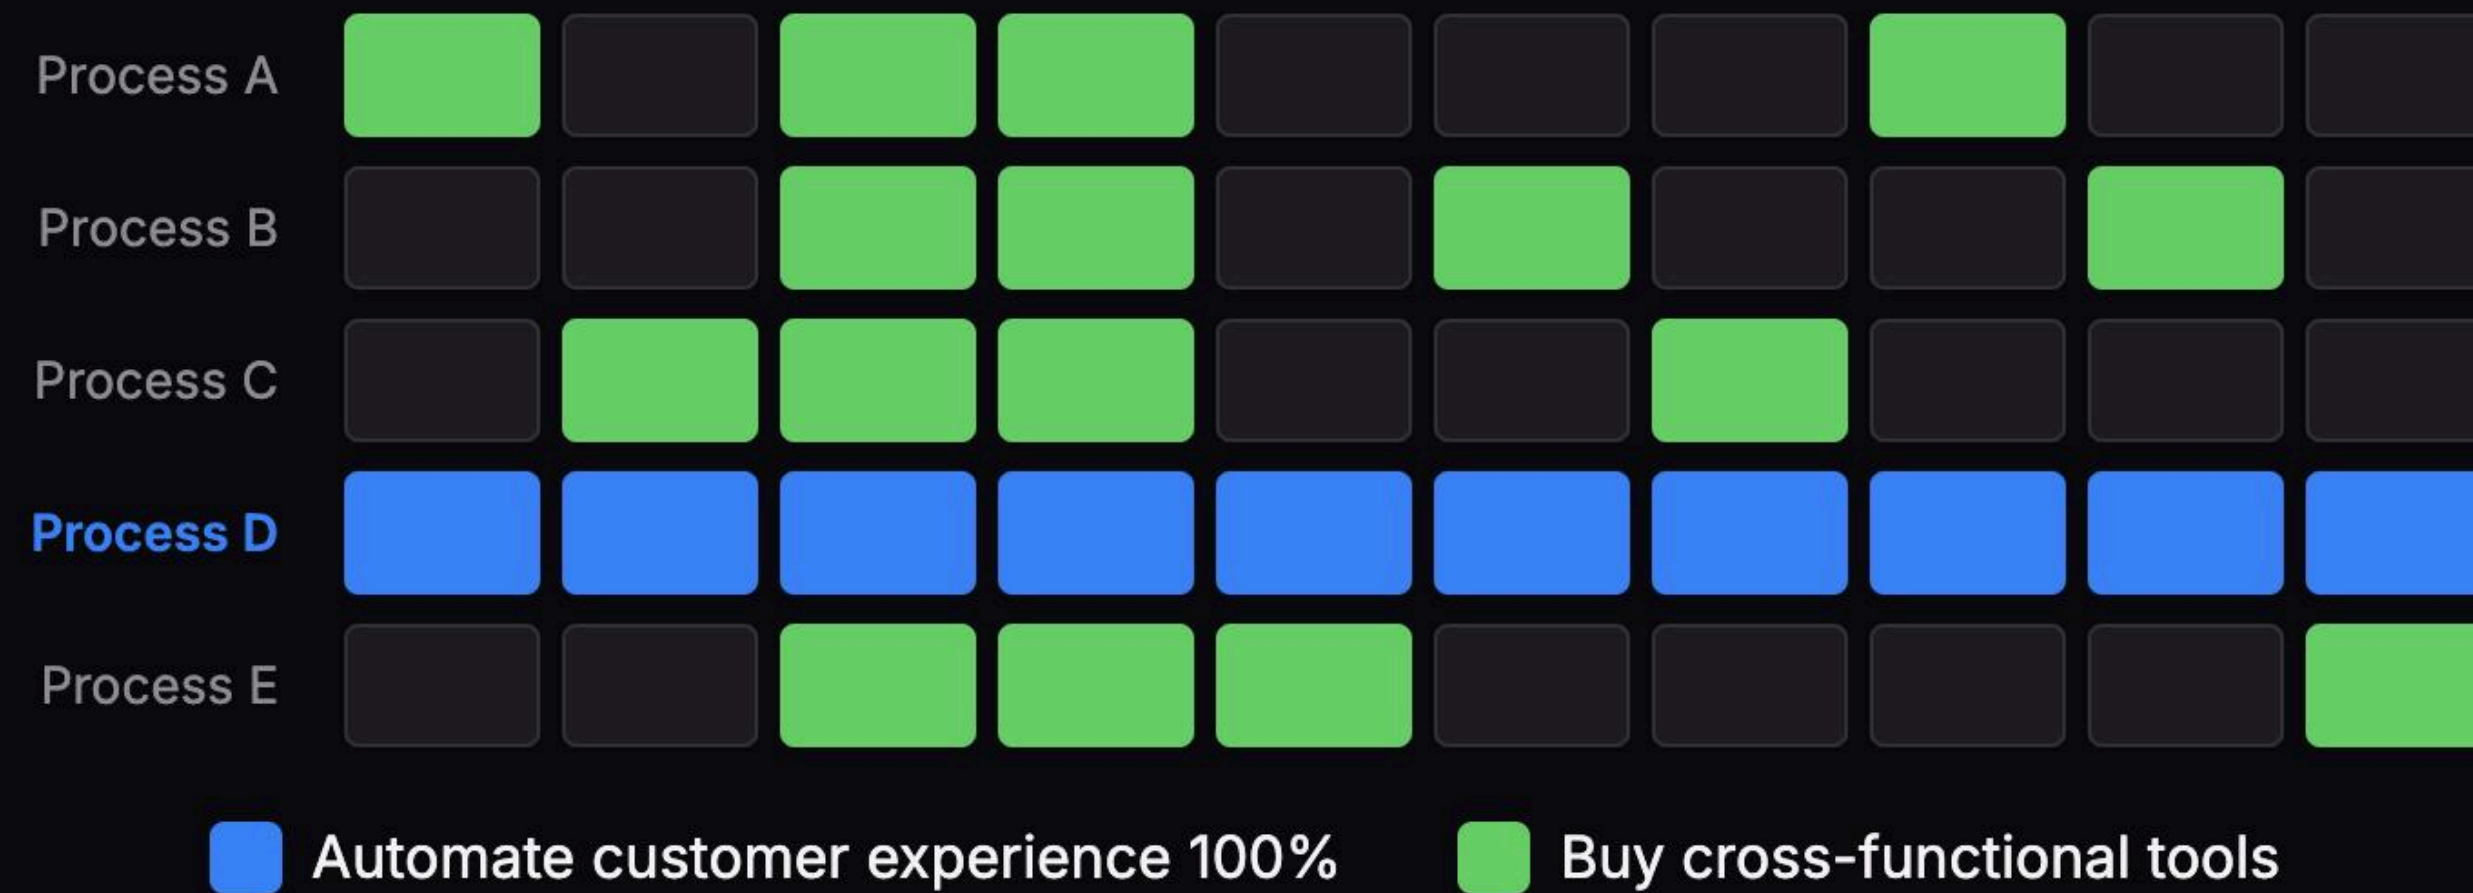 Process A
Process B
Process C
Process D
Process E
Automate customer experience 100%
Buy cross-functional tools